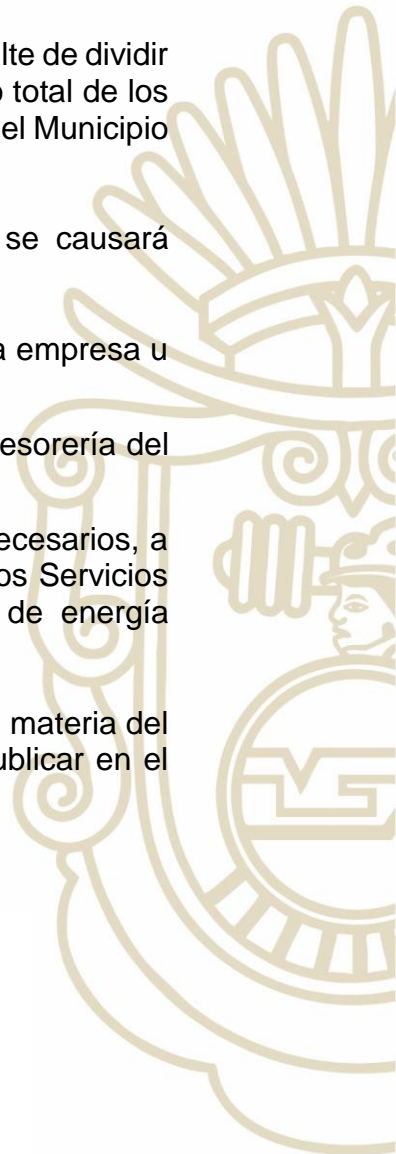 lte de dividir
total de los
el Municipio
se causará
empresa u
esorería del
ecesarios, a
os Servicios
de energía
materia del
ublicar en el